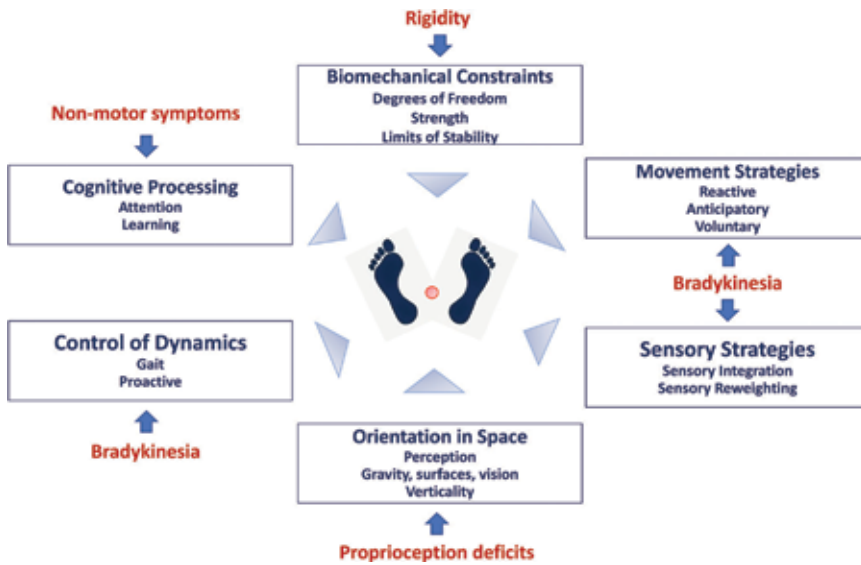 Rigidity
Biomechanical Constraints
Degrees of Freedom
Strength
Limits of Stability
Non-motor symptoms
Cognitive Processing
Attention
Learning
Movement Strategies
Reactive
Anticipatory
Voluntary
Bradykinesia
Control of Dynamics
Gait
Proactive
Bradykinesia
Sensory Strategies
Sensory Integration
Sensory Reweighting
Orientation in Space
Perception
Gravity, surfaces, vision
Verticality
Proprioception deficits